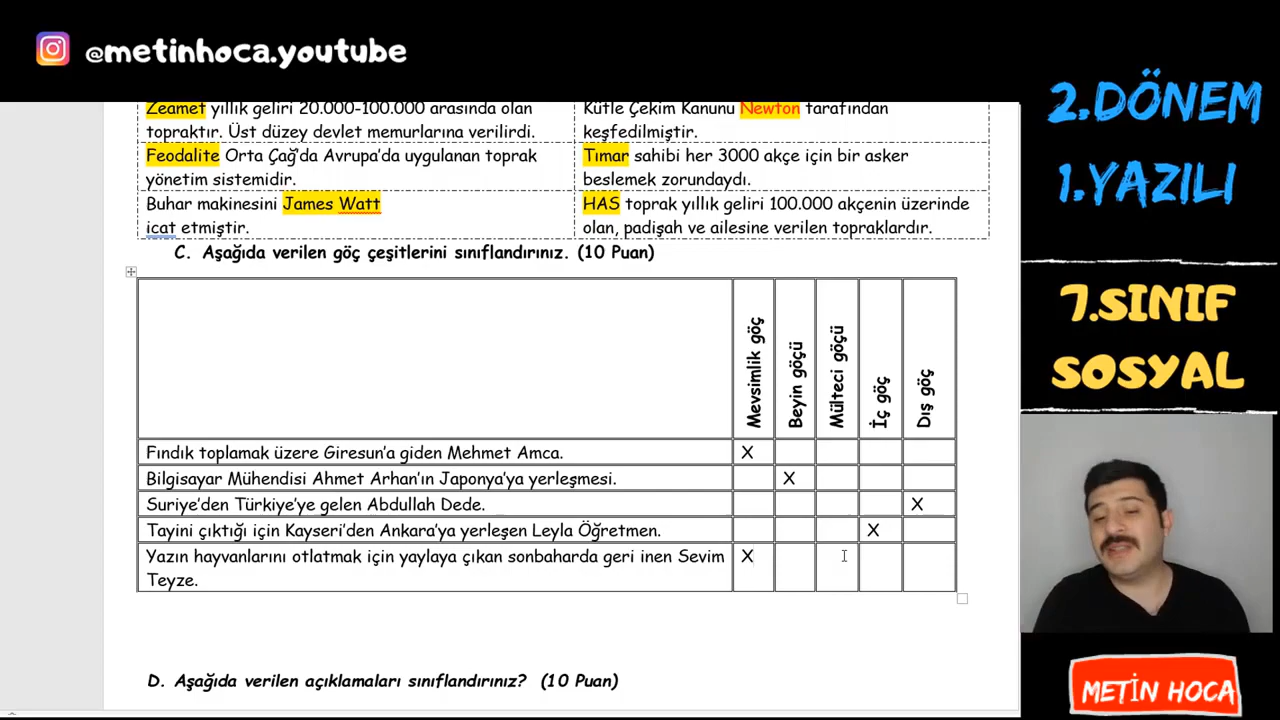 @metinhoca.youtube
Zeamet yıllık geliri 20.000-100.000 arasında olan
topraktır. Üst düzey devlet memurlarına verilirdi.
Kütle Çekim Kanunu Newton tarafından
keşfedilmiştir.
Feodalite Orta Çağ'da Avrupa'da uygulanan toprak
yönetim sistemidir.
Tımar sahibi her 3000 akçe için bir asker
beslemek zorundaydı.
Buhar makinesini James Watt
icat etmiştir.
HAS toprak yıllık geliri 100.000 akçenin üzerinde
olan, padişah ve ailesine verilen topraklardır.
C. Aşağıda verilen göç çeşitlerini sınıflandırınız. (10 Puan)
Mevsimlik göç
Beyin göçü
Mülteci göçü
İç göç
Dış göç
Fındık toplamak üzere Giresun'a giden Mehmet Amca. X
Bilgisayar Mühendisi Ahmet Arhan'ın Japonya'ya yerleşmesi. X
Suriye'den Türkiye'ye gelen Abdullah Dede. X
Tayini çıktığı için Kayseri'den Ankara'ya yerleşen Leyla Öğretmen. X
Yazın hayvanlarını otlatmak için yaylaya çıkan sonbaharda geri inen Sevim X
Teyze.
D. Aşağıda verilen açıklamaları sınıflandırınız? (10 Puan)
2.DÖNEM
1.YAZILI
7.SINIF
SOSYAL
METİN HOCA